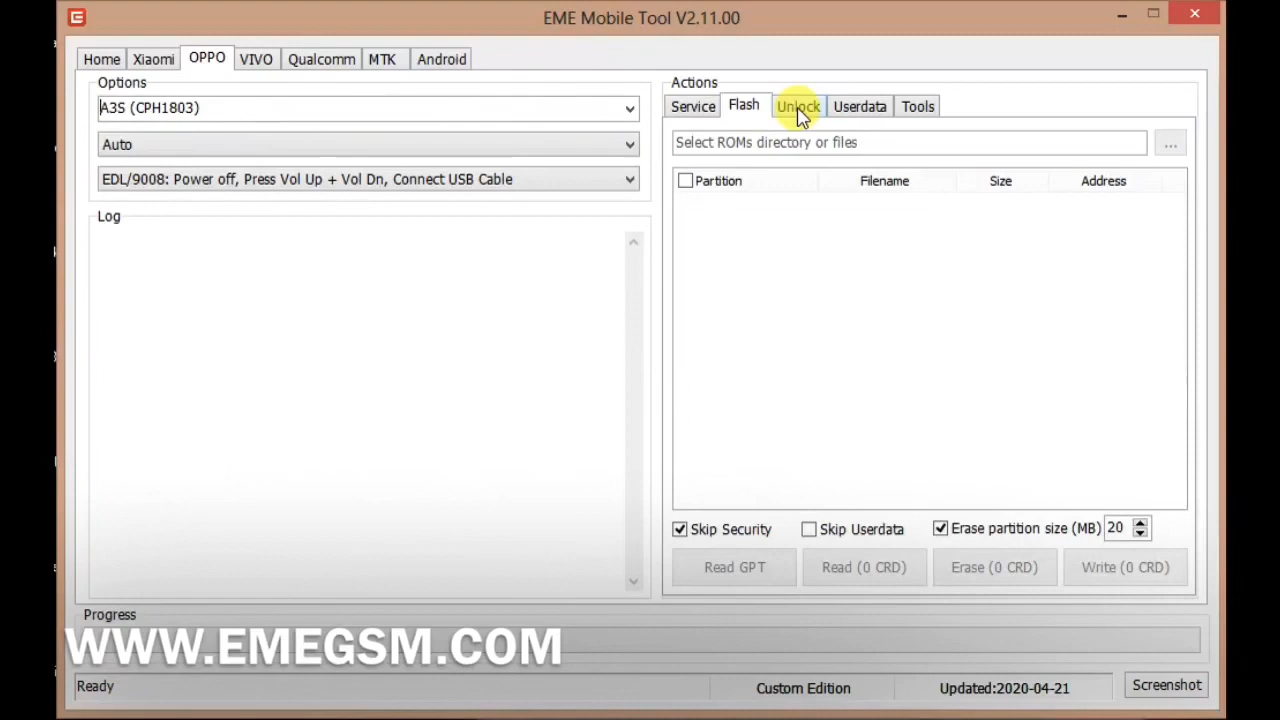 EME Mobile Tool V2.11.00
Home Xiaomi OPPO VIVO Qualcomm MTK Android
Options
A3S (CPH1803)
Auto
EDL/9008: Power off, Press Vol Up + Vol Dn, Connect USB Cable
Log
Actions
Service Flash Unlock Userdata Tools
Select ROMs directory or files ...
Partition Filename Size Address
Skip Security Skip Userdata Erase partition size (MB) 20
Read GPT Read (0 CRD) Erase (0 CRD) Write (0 CRD)
Progress
WWW.EMEGSM.COM
Ready Custom Edition Updated:2020-04-21 Screenshot